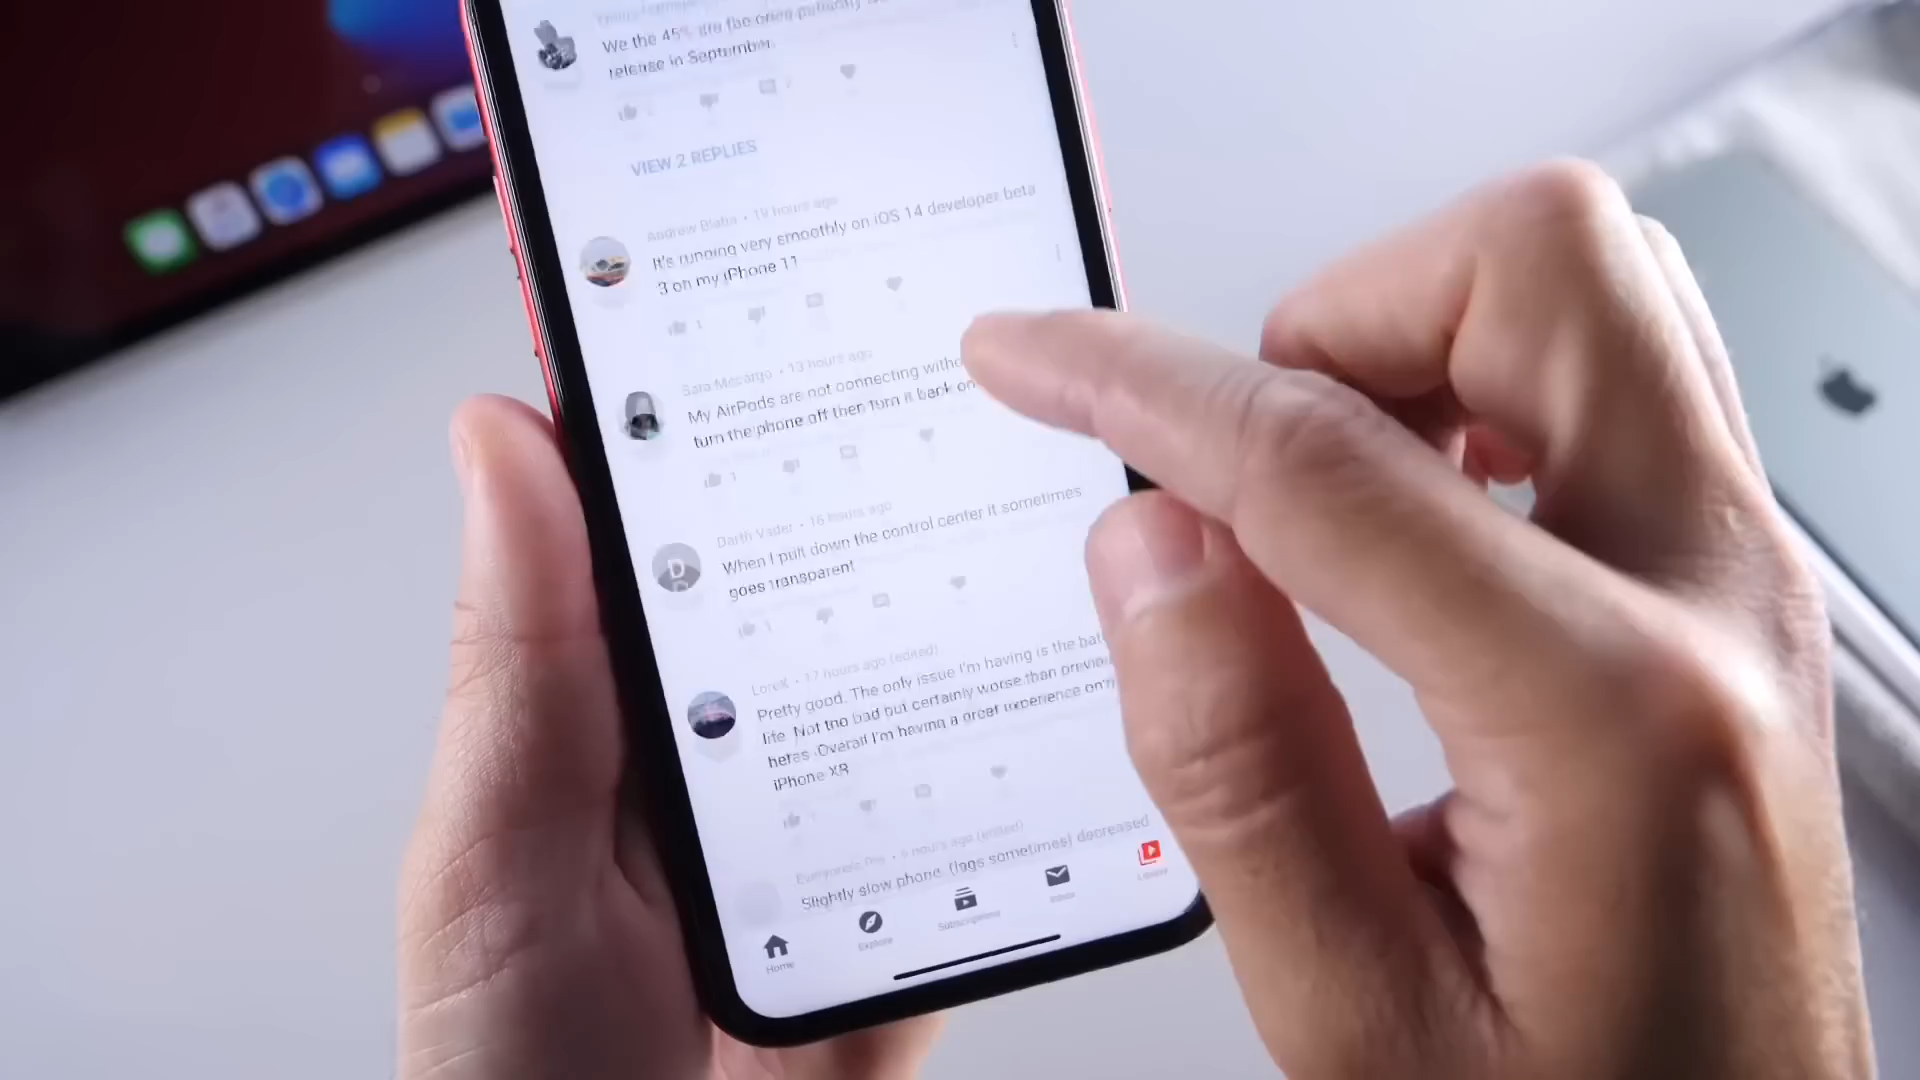 We the 45% are the ones patiently
release in September.
VIEW 2 REPLIES
Andrew • 19 hours ago
It's running very smoothly on iOS 14 developer beta
3 on my iPhone 11
1
Sara • 13 hours ago
My AirPods are not connecting
turn the phone off then turn it back on
1
Darth Vader • 16 hours ago
D
When I pull down the control center it sometimes
goes transparent
1
LoreK • 17 hours ago (edited)
Pretty good. The only issue I'm having is the
life. Not too bad but certainly worse than
betas. Overall I'm having a great experience on
iPhone XR
hours ago (edited)
Slightly slow phone. (lags sometimes) decreased
Home
Explore
Subscriptions
Inbox
Library